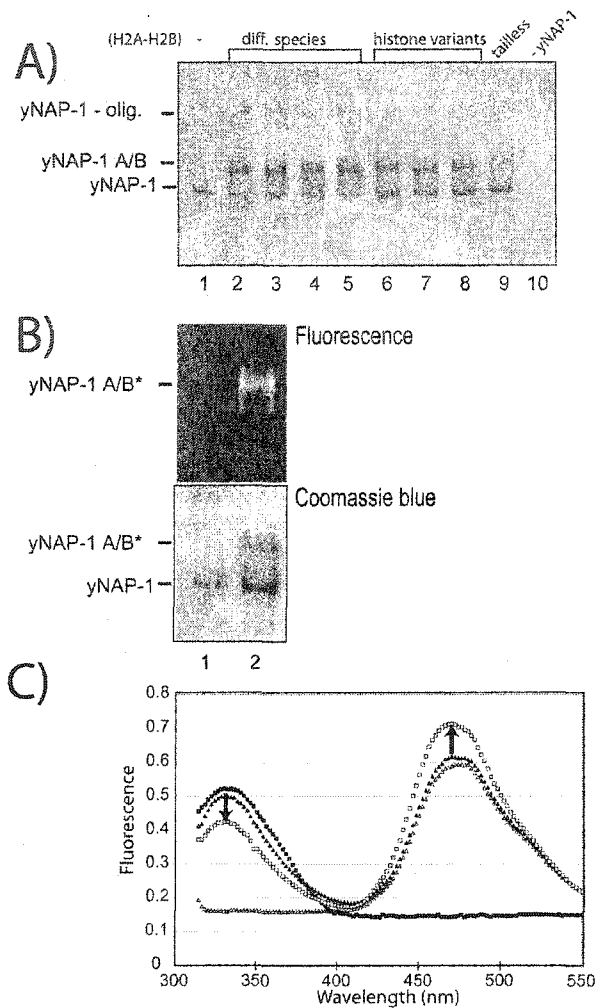 A)
(H2A-H2B) - diff. species histone variants tailless -yNAP-1
yNAP-1 - olig.
yNAP-1 A/B
yNAP-1
1 2 3 4 5 6 7 8 9 10
B)
Fluorescence
yNAP-1 A/B*
Coomassie blue
yNAP-1 A/B*
yNAP-1
1 2
C)
0.8
0.7
0.6
0.5
0.4
0.3
0.2
0.1
0
Fluorescence
300 350 400 450 500 550
Wavelength (nm)